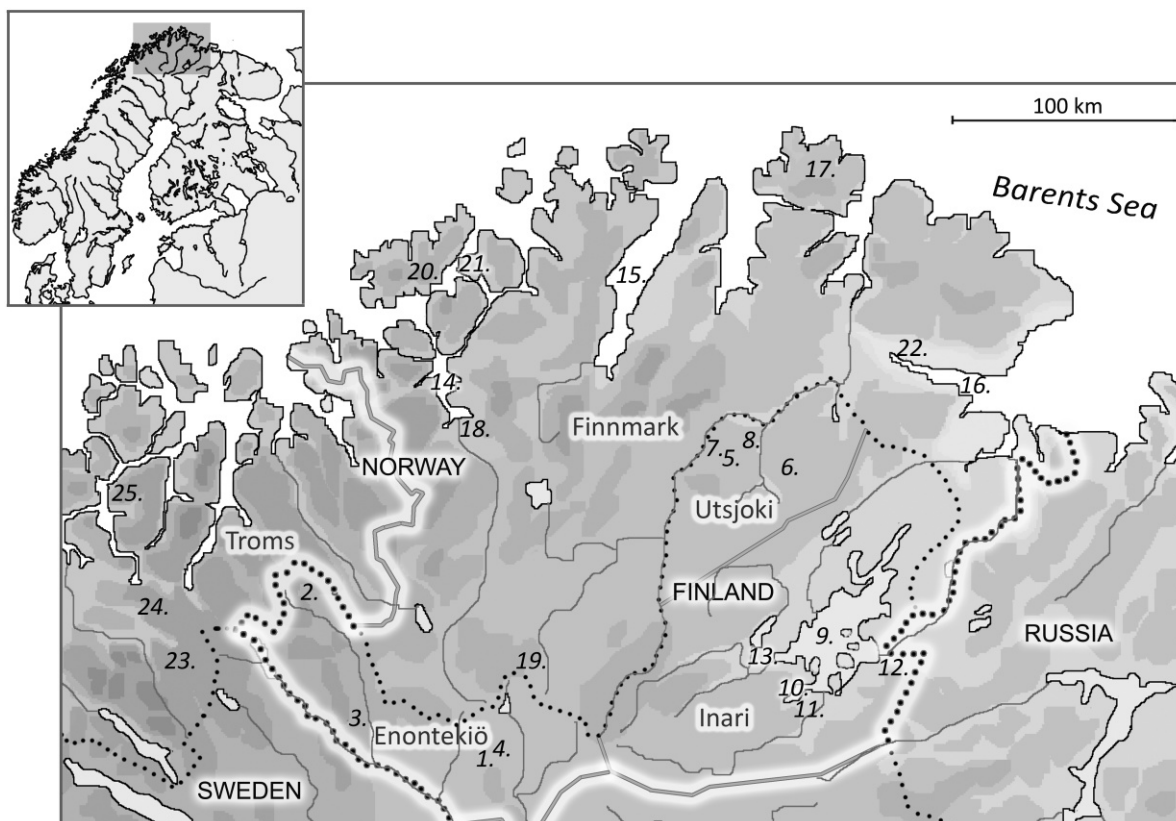 100 km
Barents Sea
17.
20.
21.
15.
22.
14.
16.
18.
Finnmark
7.
8.
5.
6.
NORWAY
25.
Utsjoki
Troms
2.
FINLAND
24.
9.
RUSSIA
23.
19.
13.
12.
10.
11.
3.
Enontekiö
Inari
4.
1.
SWEDEN